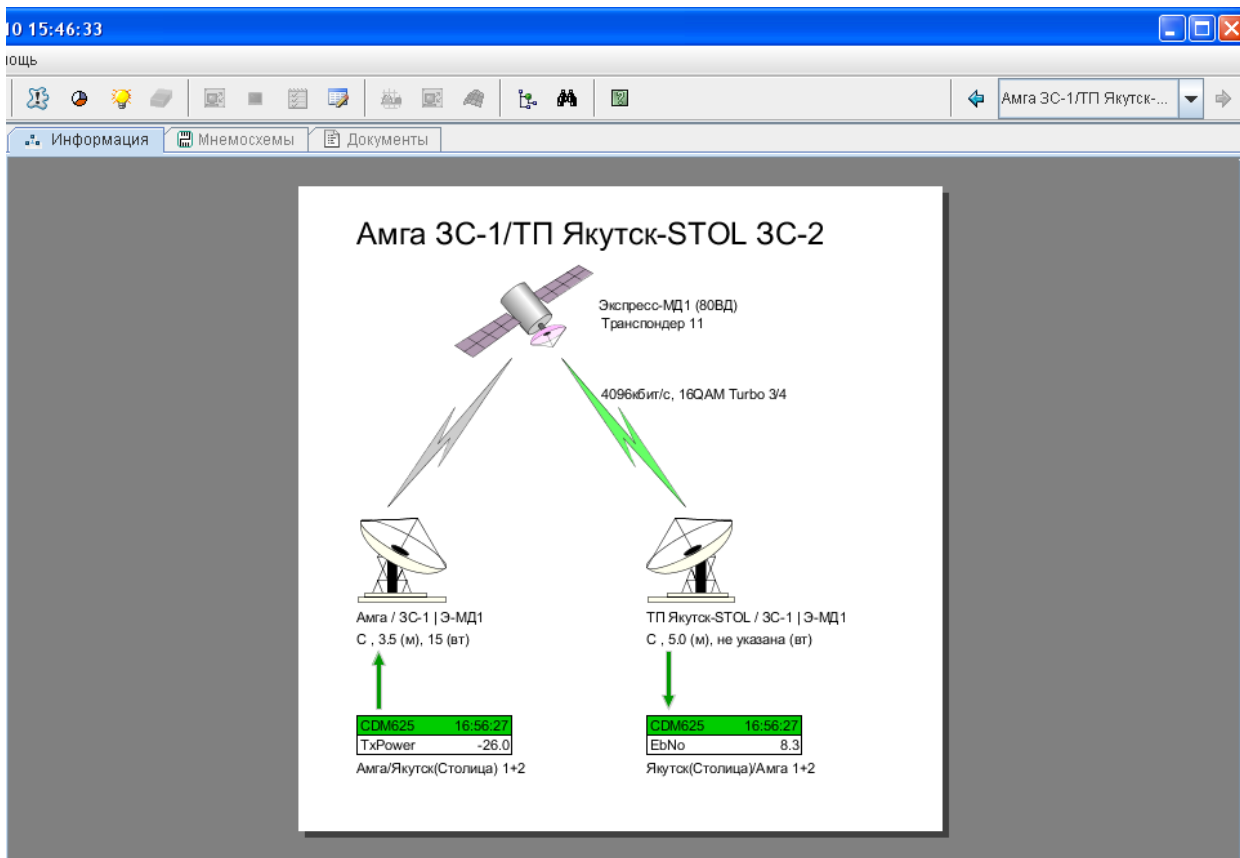 10 15:46:33
мощь
Амга ЗС-1/ТП Якутск-...
Информация
Мнемосхемы
Документы
Амга ЗС-1/ТП Якутск-STOL ЗС-2
Экспресс-МД1 (80ВД)
Транспондер 11
4096кбит/с, 16QAM Turbo 3/4
Амга / ЗС-1 | Э-МД1
C , 3.5 (м), 15 (вт)
ТП Якутск-STOL / ЗС-1 | Э-МД1
C , 5.0 (м), не указана (вт)
CDM625 16:56:27
TxPower -26.0
Амга/Якутск(Столица) 1+2
CDM625 16:56:27
EbNo 8.3
Якутск(Столица)/Амга 1+2